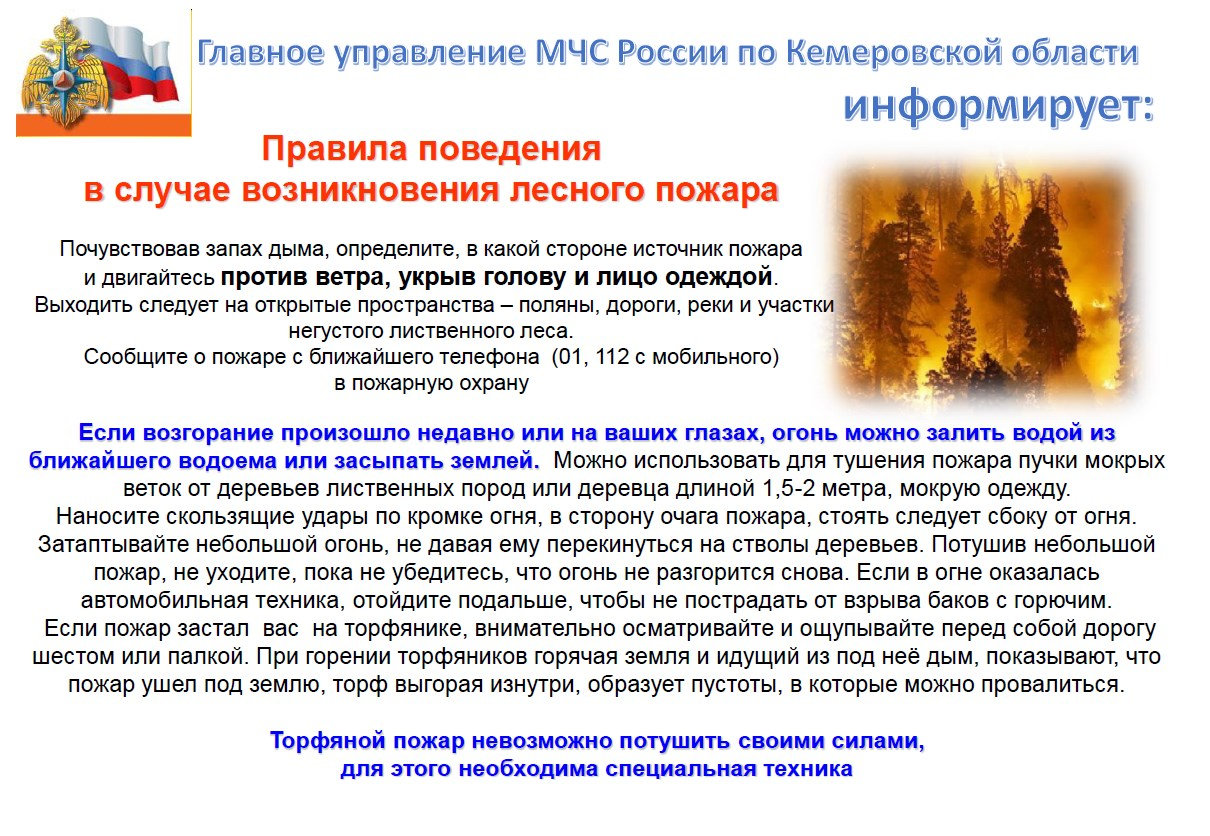 Главное управление МЧС России по Кемеровской области
информирует:
Правила поведения
в случае возникновения лесного пожара
Почувствовав запах дыма, определите, в какой стороне источник пожара
и двигайтесь против ветра, укрыв голову и лицо одеждой.
Выходить следует на открытые пространства – поляны, дороги, реки и участки
негустого лиственного леса.
Сообщите о пожаре с ближайшего телефона (01, 112 с мобильного)
в пожарную охрану
Если возгорание произошло недавно или на ваших глазах, огонь можно залить водой из
ближайшего водоема или засыпать землей. Можно использовать для тушения пожара пучки мокрых
веток от деревьев лиственных пород или деревца длиной 1,5-2 метра, мокрую одежду.
Наносите скользящие удары по кромке огня, в сторону очага пожара, стоять следует сбоку от огня.
Затаптывайте небольшой огонь, не давая ему перекинуться на стволы деревьев. Потушив небольшой
пожар, не уходите, пока не убедитесь, что огонь не разгорится снова. Если в огне оказалась
автомобильная техника, отойдите подальше, чтобы не пострадать от взрыва баков с горючим.
Если пожар застал вас на торфянике, внимательно осматривайте и ощупывайте перед собой дорогу
шестом или палкой. При горении торфяников горячая земля и идущий из под неё дым, показывают, что
пожар ушел под землю, торф выгорая изнутри, образует пустоты, в которые можно провалиться.
Торфяной пожар невозможно потушить своими силами,
для этого необходима специальная техника